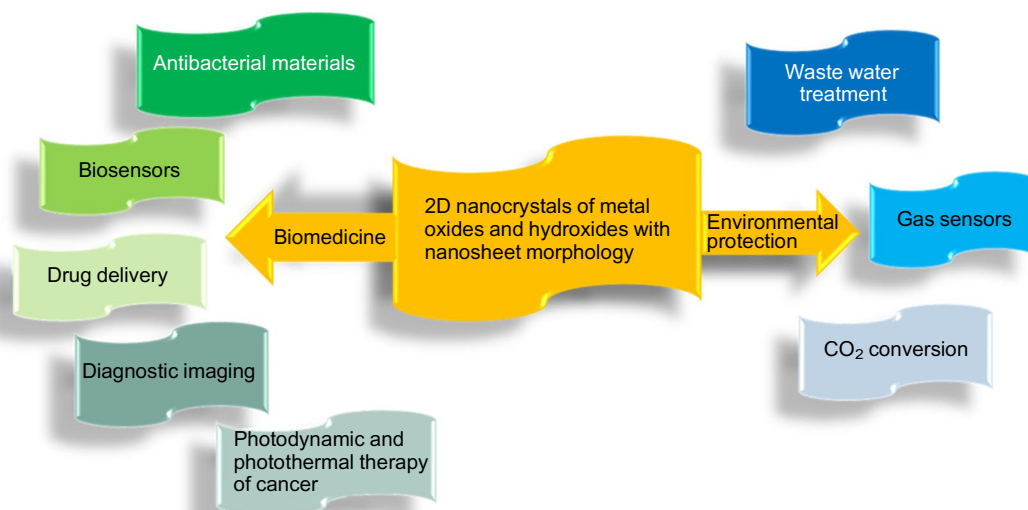 Antibacterial materials
Biosensors
Drug delivery
Diagnostic imaging
Photodynamic and
photothermal therapy
of cancer
Biomedicine
2D nanocrystals of metal
oxides and hydroxides with
nanosheet morphology
Environmental
protection
Waste water
treatment
Gas sensors
CO₂ conversion